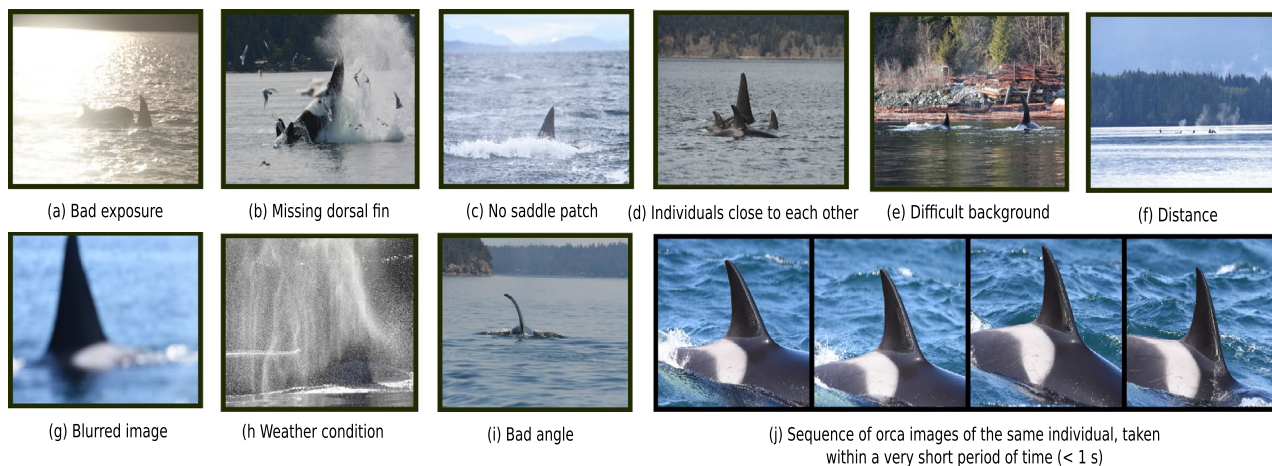 (a) Bad exposure
(b) Missing dorsal fin
(c) No saddle patch
(d) Individuals close to each other
(e) Difficult background
(f) Distance
(g) Blurred image
(h Weather condition
(i) Bad angle
(j) Sequence of orca images of the same individual, taken
within a very short period of time (< 1 s)